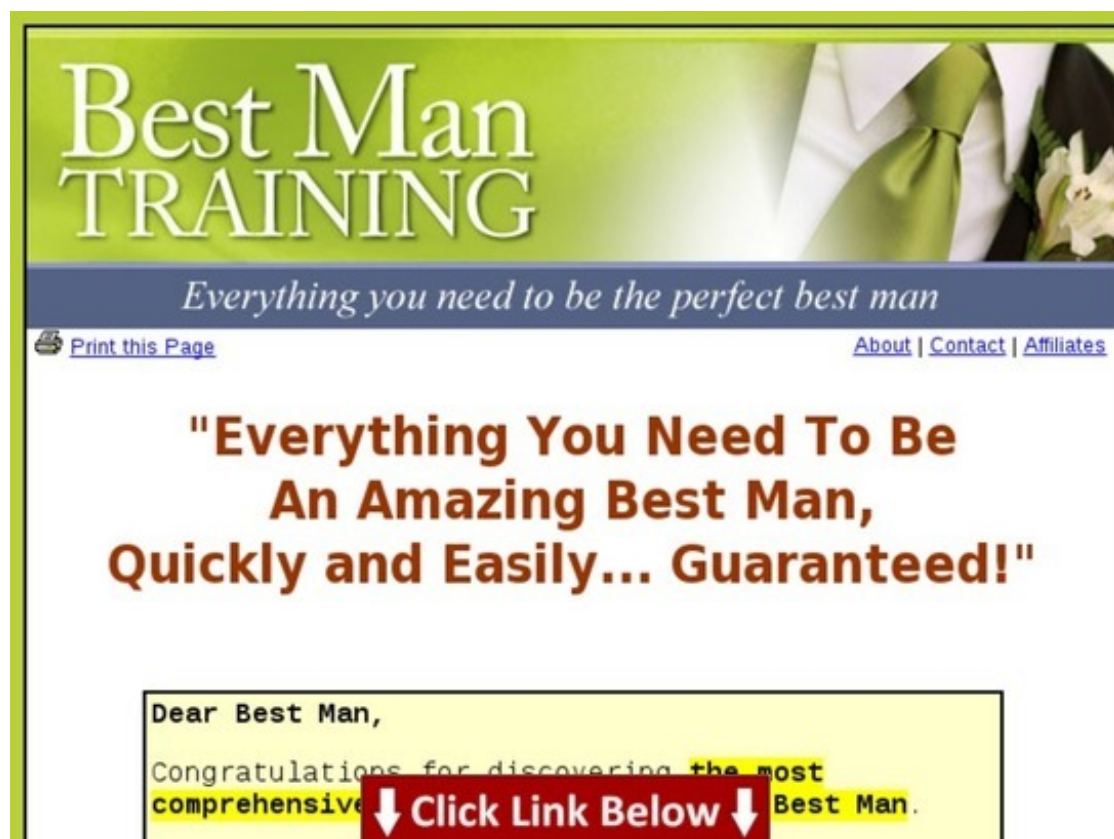 Best Man
TRAINING
Everything you need to be the perfect best man
Print this Page
About | Contact | Affiliates
"Everything You Need To Be
An Amazing Best Man,
Quickly and Easily... Guaranteed!"
Dear Best Man,
Congratulations for discovering the most
comprehensive Best Man.
Click Link Below